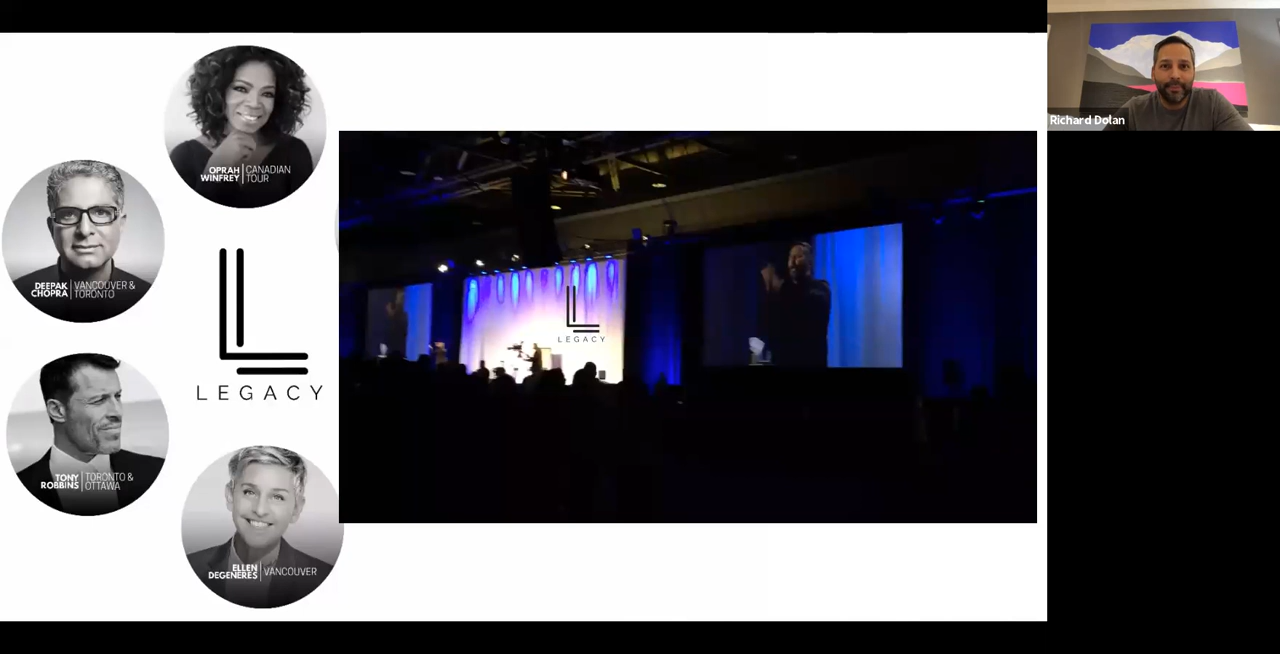 OPRAH WINFREY | CANADIAN TOUR
DEEPAK CHOPRA | VANCOUVER & TORONTO
LEGACY
TONY ROBBINS | TORONTO & OTTAWA
ELLEN DEGENERES | VANCOUVER
LEGACY
Richard Dolan